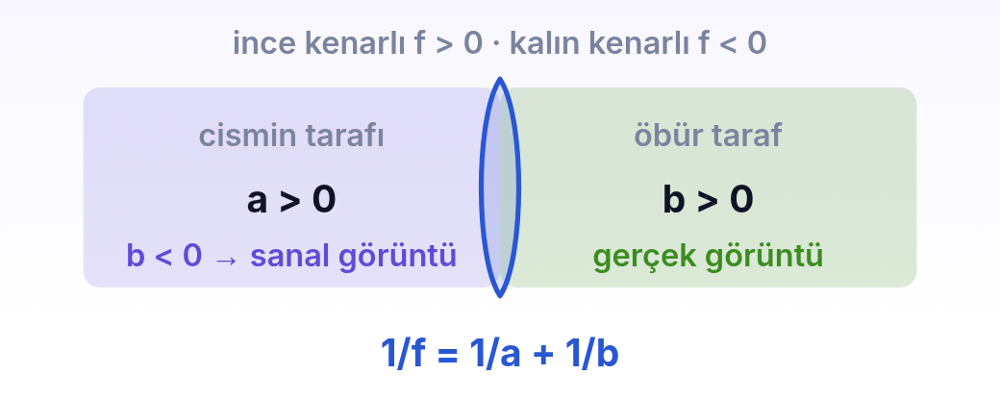 ince kenarlı f > 0 · kalın kenarlı f < 0
cismin tarafı
a > 0
b < 0 → sanal görüntü
öbür taraf
b > 0
gerçek görüntü
1/f = 1/a + 1/b